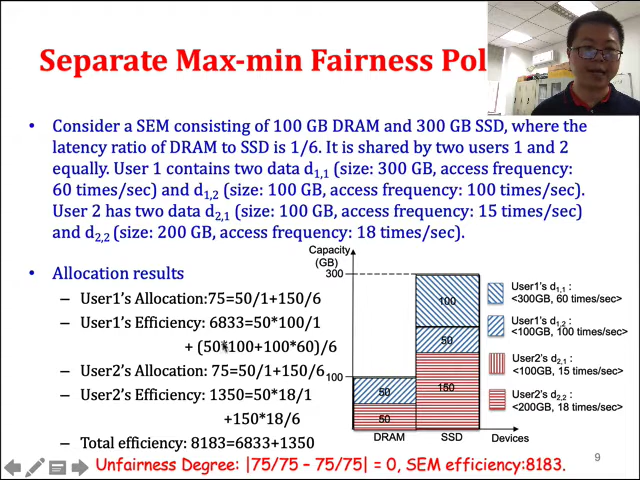 Separate Max-min Fairness Pol
• Consider a SEM consisting of 100 GB DRAM and 300 GB SSD, where the
latency ratio of DRAM to SSD is 1/6. It is shared by two users 1 and 2
equally. User 1 contains two data d1,1 (size: 300 GB, access frequency:
60 times/sec) and d1,2 (size: 100 GB, access frequency: 100 times/sec).
User 2 has two data d2,1 (size: 100 GB, access frequency: 15 times/sec)
and d2,2 (size: 200 GB, access frequency: 18 times/sec).
• Allocation results
– User1's Allocation:75=50/1+150/6
– User1's Efficiency: 6833=50*100/1
+ (50*100+100*60)/6
– User2's Allocation: 75=50/1+150/6
– User2's Efficiency: 1350=50*18/1
+150*18/6
– Total efficiency: 8183=6833+1350
Capacity
(GB)
300
100
100
50
150
50
50
DRAM
SSD
Devices
User1's d1,1
<300GB, 60 times/sec>
User1's d1,2
<100GB, 100 times/sec>
User2's d2,1
<100GB, 15 times/sec>
User2's d2,2
<200GB, 18 times/sec>
9
Unfairness Degree: |75/75 – 75/75| = 0, SEM efficiency:8183.